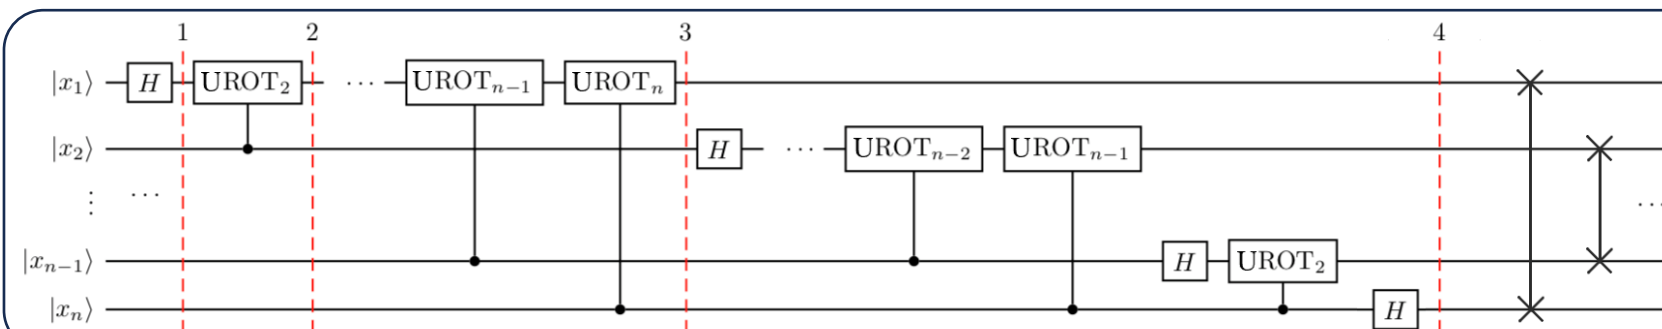 1 2 3 4
|x₁⟩ H UROT₂ ··· UROTₙ₋₁ UROTₙ
|x₂⟩ H ··· UROTₙ₋₂ UROTₙ₋₁
⋮ ··· ···
|xₙ₋₁⟩ H UROT₂
|xₙ⟩ H